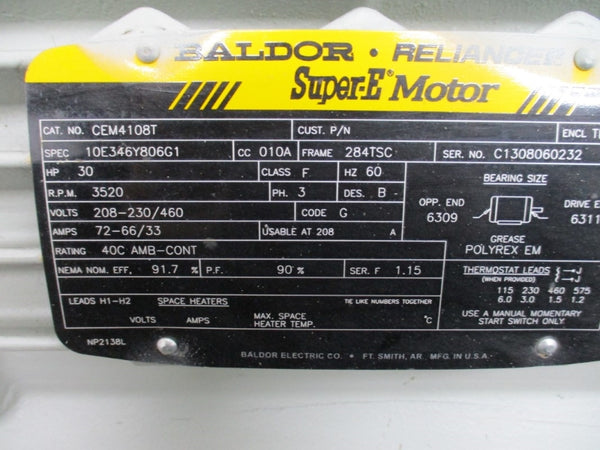 BALDOR • RELIANCE
Super-E Motor
CAT. NO. CEM4108T CUST. P/N ENCL
SPEC 10E346Y806G1 CC 010A FRAME 284TSC SER. NO. C1308060232
HP 30 CLASS F HZ 60 BEARING SIZE
R.P.M. 3520 PH. 3 DES. B OPP. END DRIVE
VOLTS 208-230/460 CODE G 6309 6311
AMPS 72-66/33 USABLE AT 208 A GREASE
RATING 40C AMB-CONT POLYREX EM
NEMA NOM. EFF. 91.7 % P.F. 90 % SER. F 1.15 THERMOSTAT LEADS J
(WHEN PROVIDED) J
115 230 460 575
6.0 3.0 1.5 1.2
LEADS H1-H2 SPACE HEATERS TIE LIKE NUMBERS TOGETHER
VOLTS AMPS MAX. SPACE HEATER TEMP. °C
USE A MANUAL MOMENTARY
START SWITCH ONLY
NP2138L
BALDOR ELECTRIC CO. • FT. SMITH, AR. MFG. IN U.S.A.